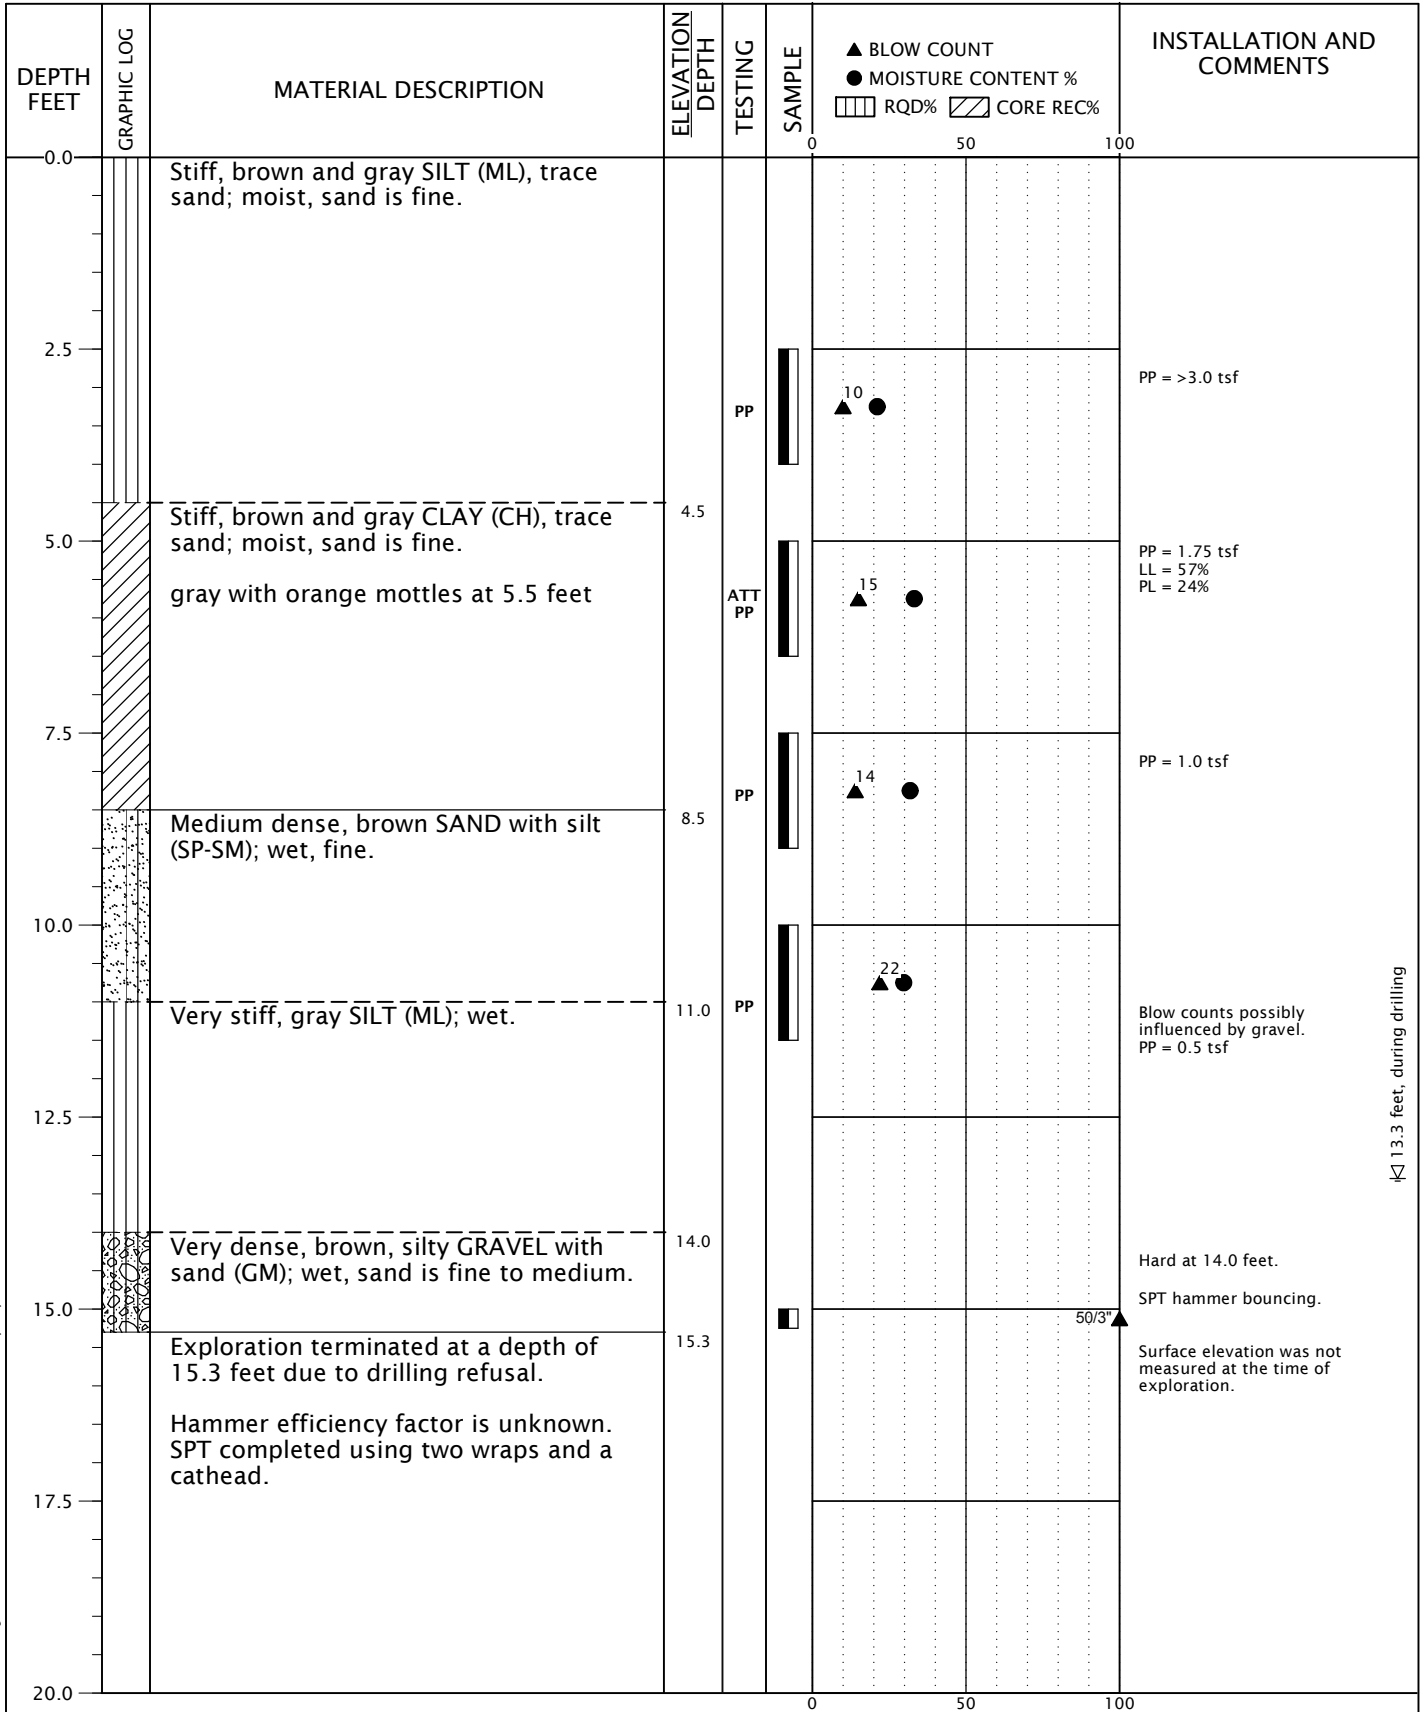 DEPTH
FEET
GRAPHIC LOG
MATERIAL DESCRIPTION
ELEVATION
DEPTH
TESTING
SAMPLE
▲ BLOW COUNT
● MOISTURE CONTENT %
RQD% CORE REC%
INSTALLATION AND
COMMENTS
0 50 100
0.0
Stiff, brown and gray SILT (ML), trace
sand; moist, sand is fine.
2.5
PP = >3.0 tsf
10
PP
4.5
Stiff, brown and gray CLAY (CH), trace
sand; moist, sand is fine.
5.0
gray with orange mottles at 5.5 feet
ATT
PP
15
PP = 1.75 tsf
LL = 57%
PL = 24%
7.5
PP = 1.0 tsf
14
PP
8.5
Medium dense, brown SAND with silt
(SP-SM); wet, fine.
10.0
22
11.0
PP
Very stiff, gray SILT (ML); wet.
Blow counts possibly
influenced by gravel.
PP = 0.5 tsf
13.3 feet, during drilling
12.5
14.0
Very dense, brown, silty GRAVEL with
sand (GM); wet, sand is fine to medium.
Hard at 14.0 feet.
SPT hammer bouncing.
15.0
50/3"
15.3
Exploration terminated at a depth of
15.3 feet due to drilling refusal.
Surface elevation was not
measured at the time of
exploration.
Hammer efficiency factor is unknown.
SPT completed using two wraps and a
cathead.
17.5
20.0
0 50 100